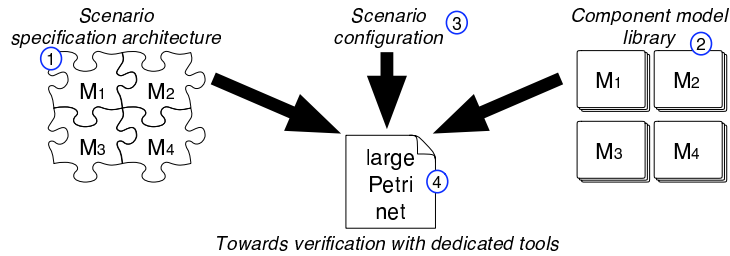 Scenario
specification architecture
1
M1
M2
M3
M4
Scenario
configuration
3
Component model
library
2
M1
M2
M3
M4
large
Petri
net
4
Towards verification with dedicated tools